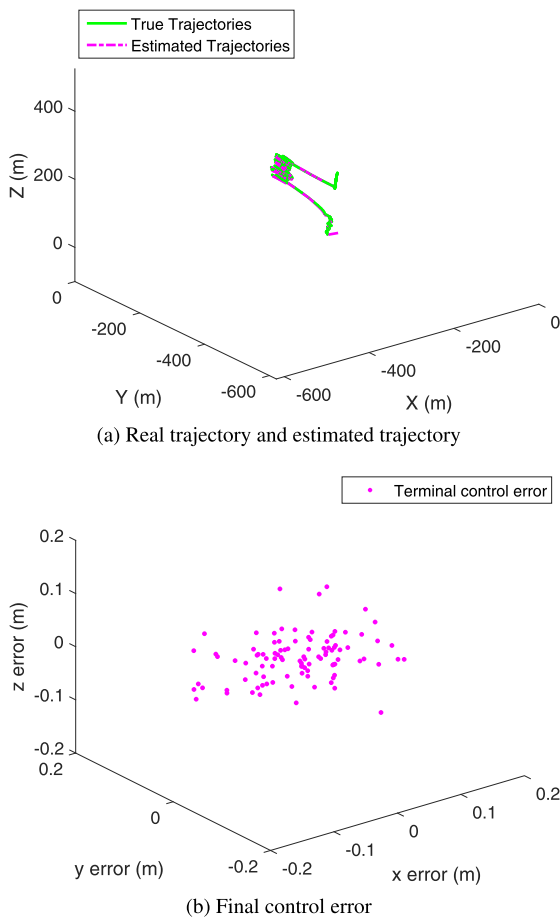 True Trajectories
Estimated Trajectories
400
200
0
Z (m)
0
-200
-400
-600
Y (m)
-600
-400
-200
0
X (m)
(a) Real trajectory and estimated trajectory
Terminal control error
0.2
0.1
0
-0.1
-0.2
z error (m)
0.2
0
-0.2
y error (m)
-0.2
-0.1
0
0.1
0.2
x error (m)
(b) Final control error